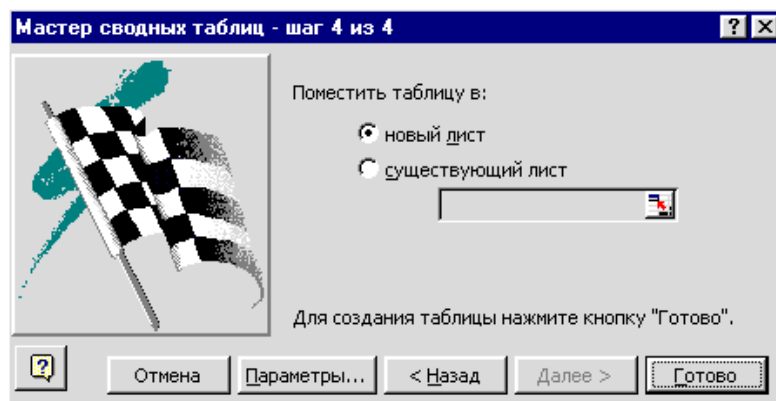 Мастер сводных таблиц - шаг 4 из 4
Поместить таблицу в:
новый лист
существующий лист
Для создания таблицы нажмите кнопку "Готово".
Отмена Параметры... < Назад Далее > Готово